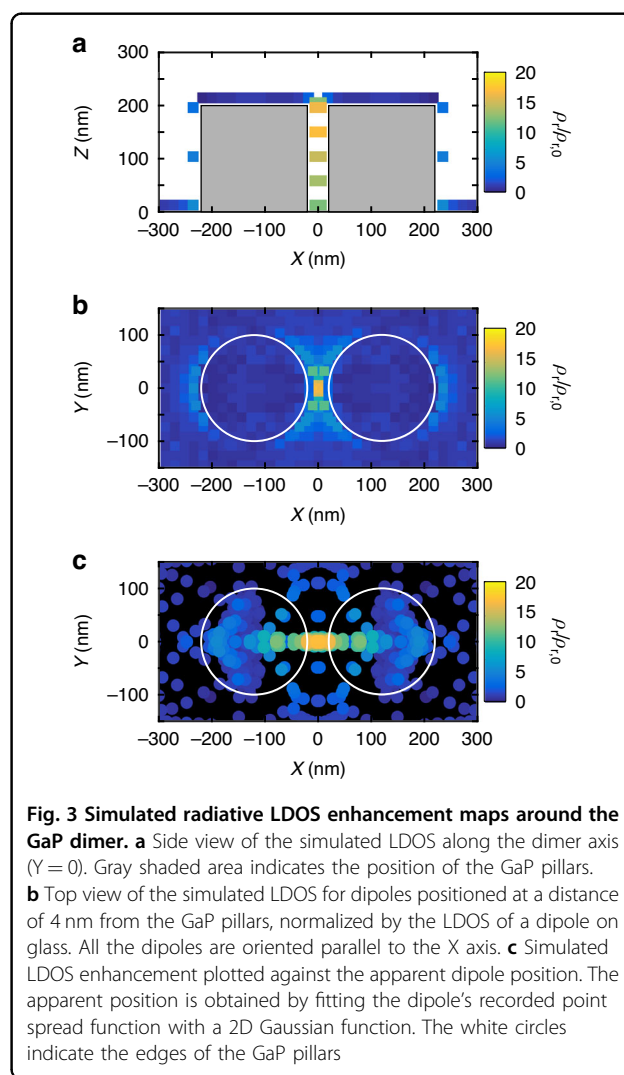 a
300
200
100
0
Z (nm)
–300 –200 –100 0 100 200 300
X (nm)
20
15
10
5
0
ρr/ρr,0
b
100
0
–100
Y (nm)
–300 –200 –100 0 100 200 300
X (nm)
20
15
10
5
0
ρr/ρr,0
c
100
0
–100
Y (nm)
–300 –200 –100 0 100 200 300
X (nm)
20
15
10
5
0
ρr/ρr,0
Fig. 3 Simulated radiative LDOS enhancement maps around the
GaP dimer. a Side view of the simulated LDOS along the dimer axis
(Y = 0). Gray shaded area indicates the position of the GaP pillars.
b Top view of the simulated LDOS for dipoles positioned at a distance
of 4 nm from the GaP pillars, normalized by the LDOS of a dipole on
glass. All the dipoles are oriented parallel to the X axis. c Simulated
LDOS enhancement plotted against the apparent dipole position. The
apparent position is obtained by fitting the dipole’s recorded point
spread function with a 2D Gaussian function. The white circles
indicate the edges of the GaP pillars